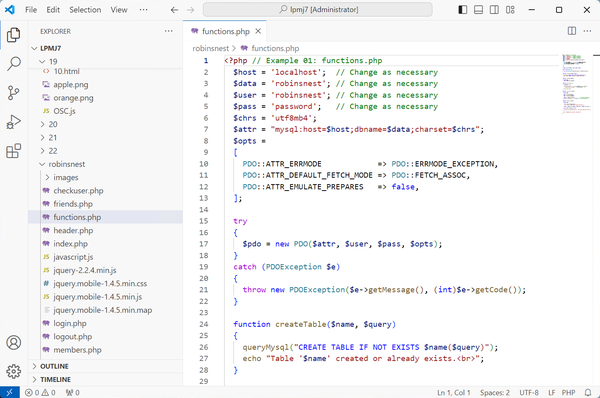 File Edit Selection View ··· lpmj7 [Administrator]
EXPLORER ···
LPMJ7
19
10.html
apple.png
orange.png
JS OSC.js
20
21
22
robinsnest
images
checkuser.php
friends.php
functions.php
header.php
index.php
JS javascript.js
JS jquery-2.2.4.min.js
# jquery.mobile-1.4.5.min.css
JS jquery.mobile-1.4.5.min.js
jquery.mobile-1.4.5.min.map
login.php
logout.php
members.php
OUTLINE
TIMELINE
functions.php
robinsnest > functions.php
1 <?php // Example 01: functions.php
2 $host = 'localhost'; // Change as necessary
3 $data = 'robinsnest'; // Change as necessary
4 $user = 'robinsnest'; // Change as necessary
5 $pass = 'password'; // Change as necessary
6 $chrs = 'utf8mb4';
7 $attr = "mysql:host=$host;dbname=$data;charset=$chrs";
8 $opts =
9 [
10 PDO::ATTR_ERRMODE => PDO::ERRMODE_EXCEPTION,
11 PDO::ATTR_DEFAULT_FETCH_MODE => PDO::FETCH_ASSOC,
12 PDO::ATTR_EMULATE_PREPARES => false,
13 ];
14
15 try
16 {
17 $pdo = new PDO($attr, $user, $pass, $opts);
18 }
19 catch (PDOException $e)
20 {
21 throw new PDOException($e->getMessage(), (int)$e->getCode());
22 }
23
24 function createTable($name, $query)
25 {
26 queryMysql("CREATE TABLE IF NOT EXISTS $name($query)");
27 echo "Table '$name' created or already exists.<br>";
28 }
29
0 0 0 Ln 1, Col 1 Spaces: 2 UTF-8 LF PHP